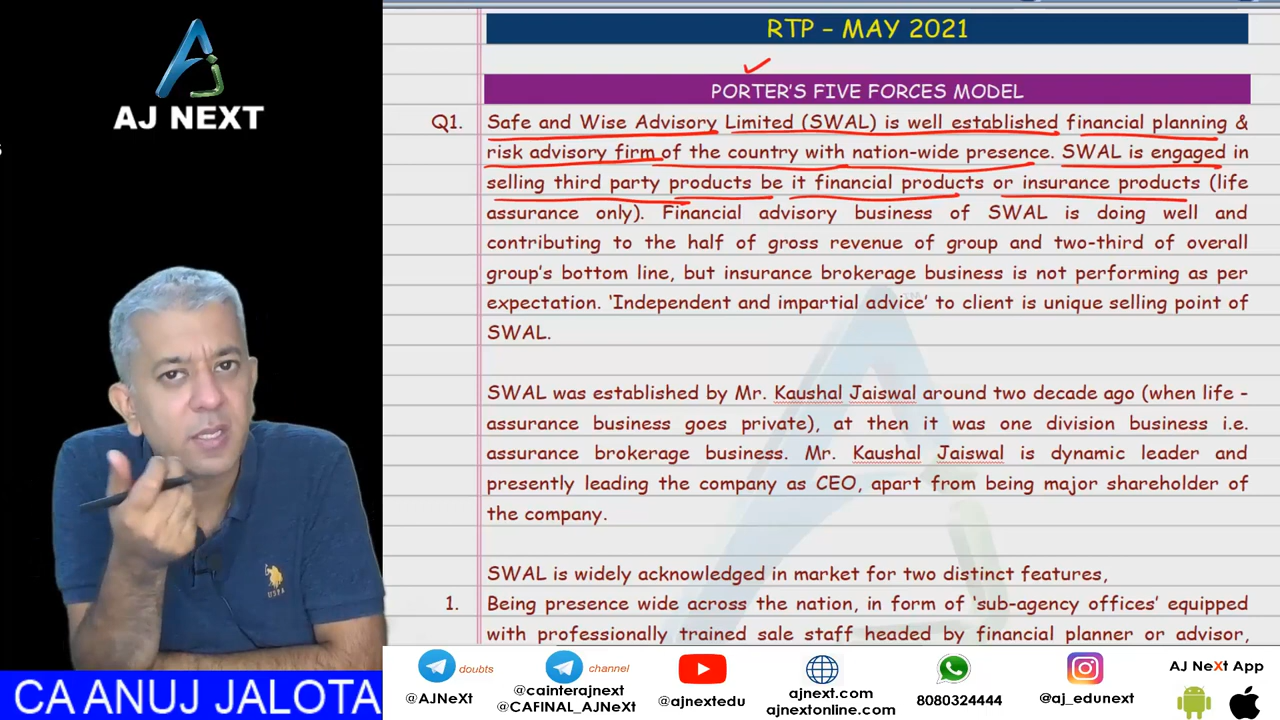 AJ NEXT
RTP – MAY 2021
PORTER'S FIVE FORCES MODEL
Q1. Safe and Wise Advisory Limited (SWAL) is well established financial planning &
risk advisory firm of the country with nation-wide presence. SWAL is engaged in
selling third party products be it financial products or insurance products (life
assurance only). Financial advisory business of SWAL is doing well and
contributing to the half of gross revenue of group and two-third of overall
group's bottom line, but insurance brokerage business is not performing as per
expectation. 'Independent and impartial advice' to client is unique selling point of
SWAL.
SWAL was established by Mr. Kaushal Jaiswal around two decade ago (when life -
assurance business goes private), at then it was one division business i.e.
assurance brokerage business. Mr. Kaushal Jaiswal is dynamic leader and
presently leading the company as CEO, apart from being major shareholder of
the company.
SWAL is widely acknowledged in market for two distinct features,
1. Being presence wide across the nation, in form of 'sub-agency offices' equipped
with professionally trained sale staff headed by financial planner or advisor,
U.S. POLO ASSN.
CA ANUJ JALOTA
doubts
@AJNeXt
channel
@cainterajnext
@CAFINAL_AJNeXt
@ajnextedu
ajnext.com
ajnextonline.com
8080324444
@aj_edunext
AJ NeXt App